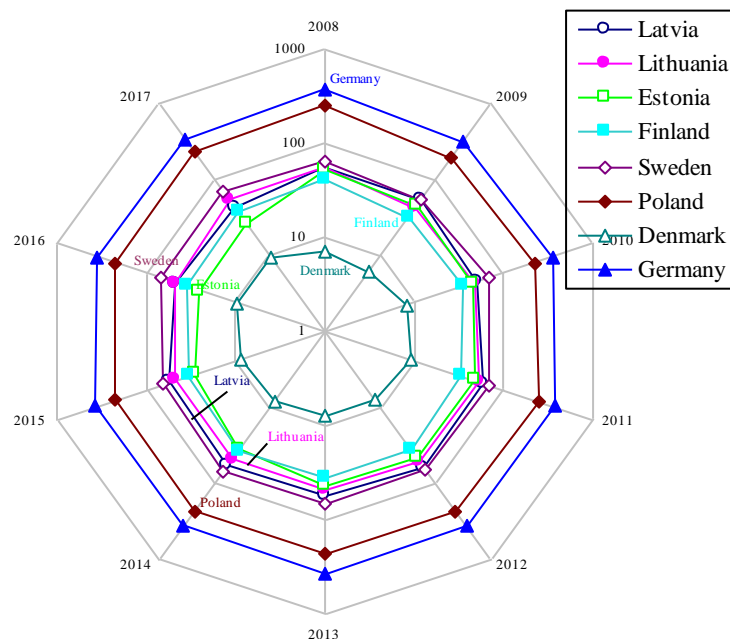 2008
1000
Latvia
Lithuania
Estonia
Finland
Sweden
Poland
Denmark
Germany
2017
Germany
2009
100
Finland
2016
10
2010
Sweden
Denmark
Estonia
1
Latvia
2015
2011
Lithuania
Poland
2014
2012
2013